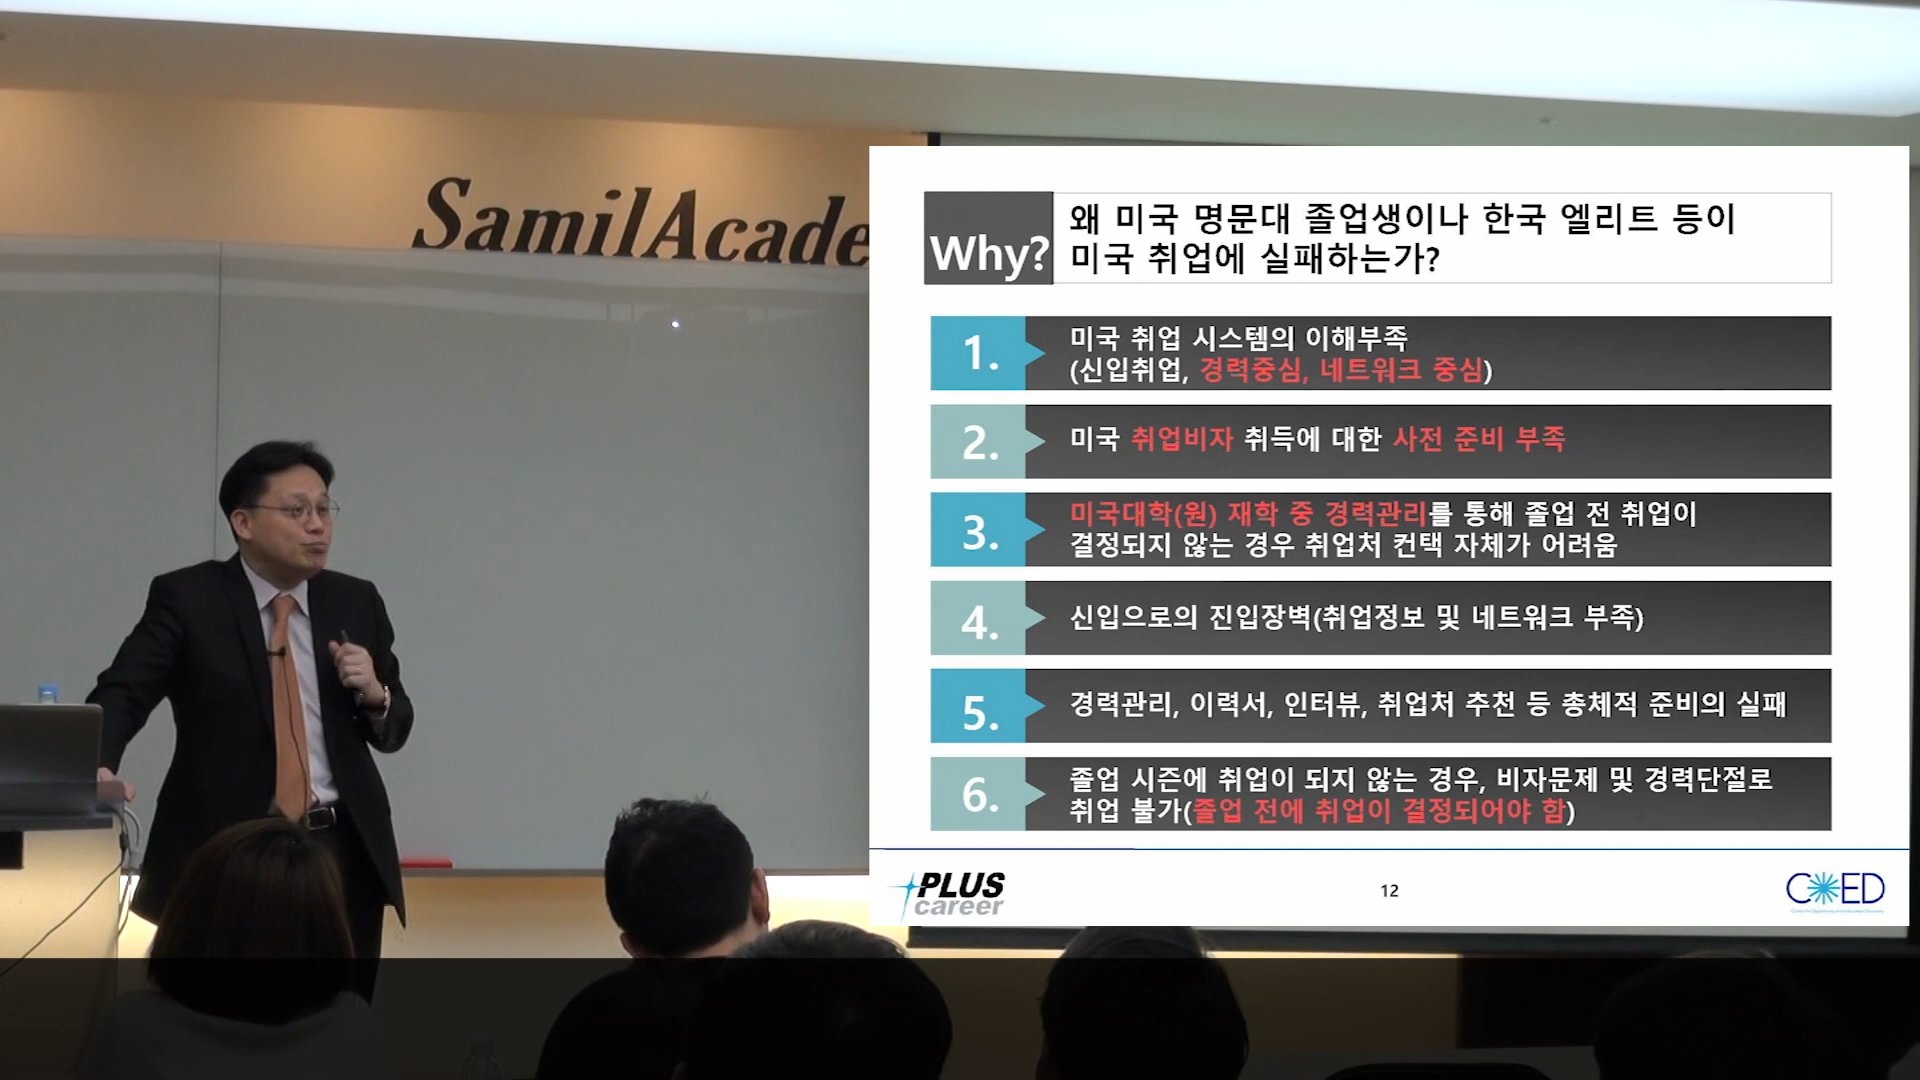 SamilAcade
Why?
왜 미국 명문대 졸업생이나 한국 엘리트 등이
미국 취업에 실패하는가?
1.
미국 취업 시스템의 이해부족
(신입취업, 경력중심, 네트워크 중심)
2.
미국 취업비자 취득에 대한 사전 준비 부족
3.
미국대학(원) 재학 중 경력관리를 통해 졸업 전 취업이
결정되지 않는 경우 취업처 컨택 자체가 어려움
4.
신입으로의 진입장벽(취업정보 및 네트워크 부족)
5.
경력관리, 이력서, 인터뷰, 취업처 추천 등 총체적 준비의 실패
6.
졸업 시즌에 취업이 되지 않는 경우, 비자문제 및 경력단절로
취업 불가(졸업 전에 취업이 결정되어야 함)
PLUS
career
12
COED